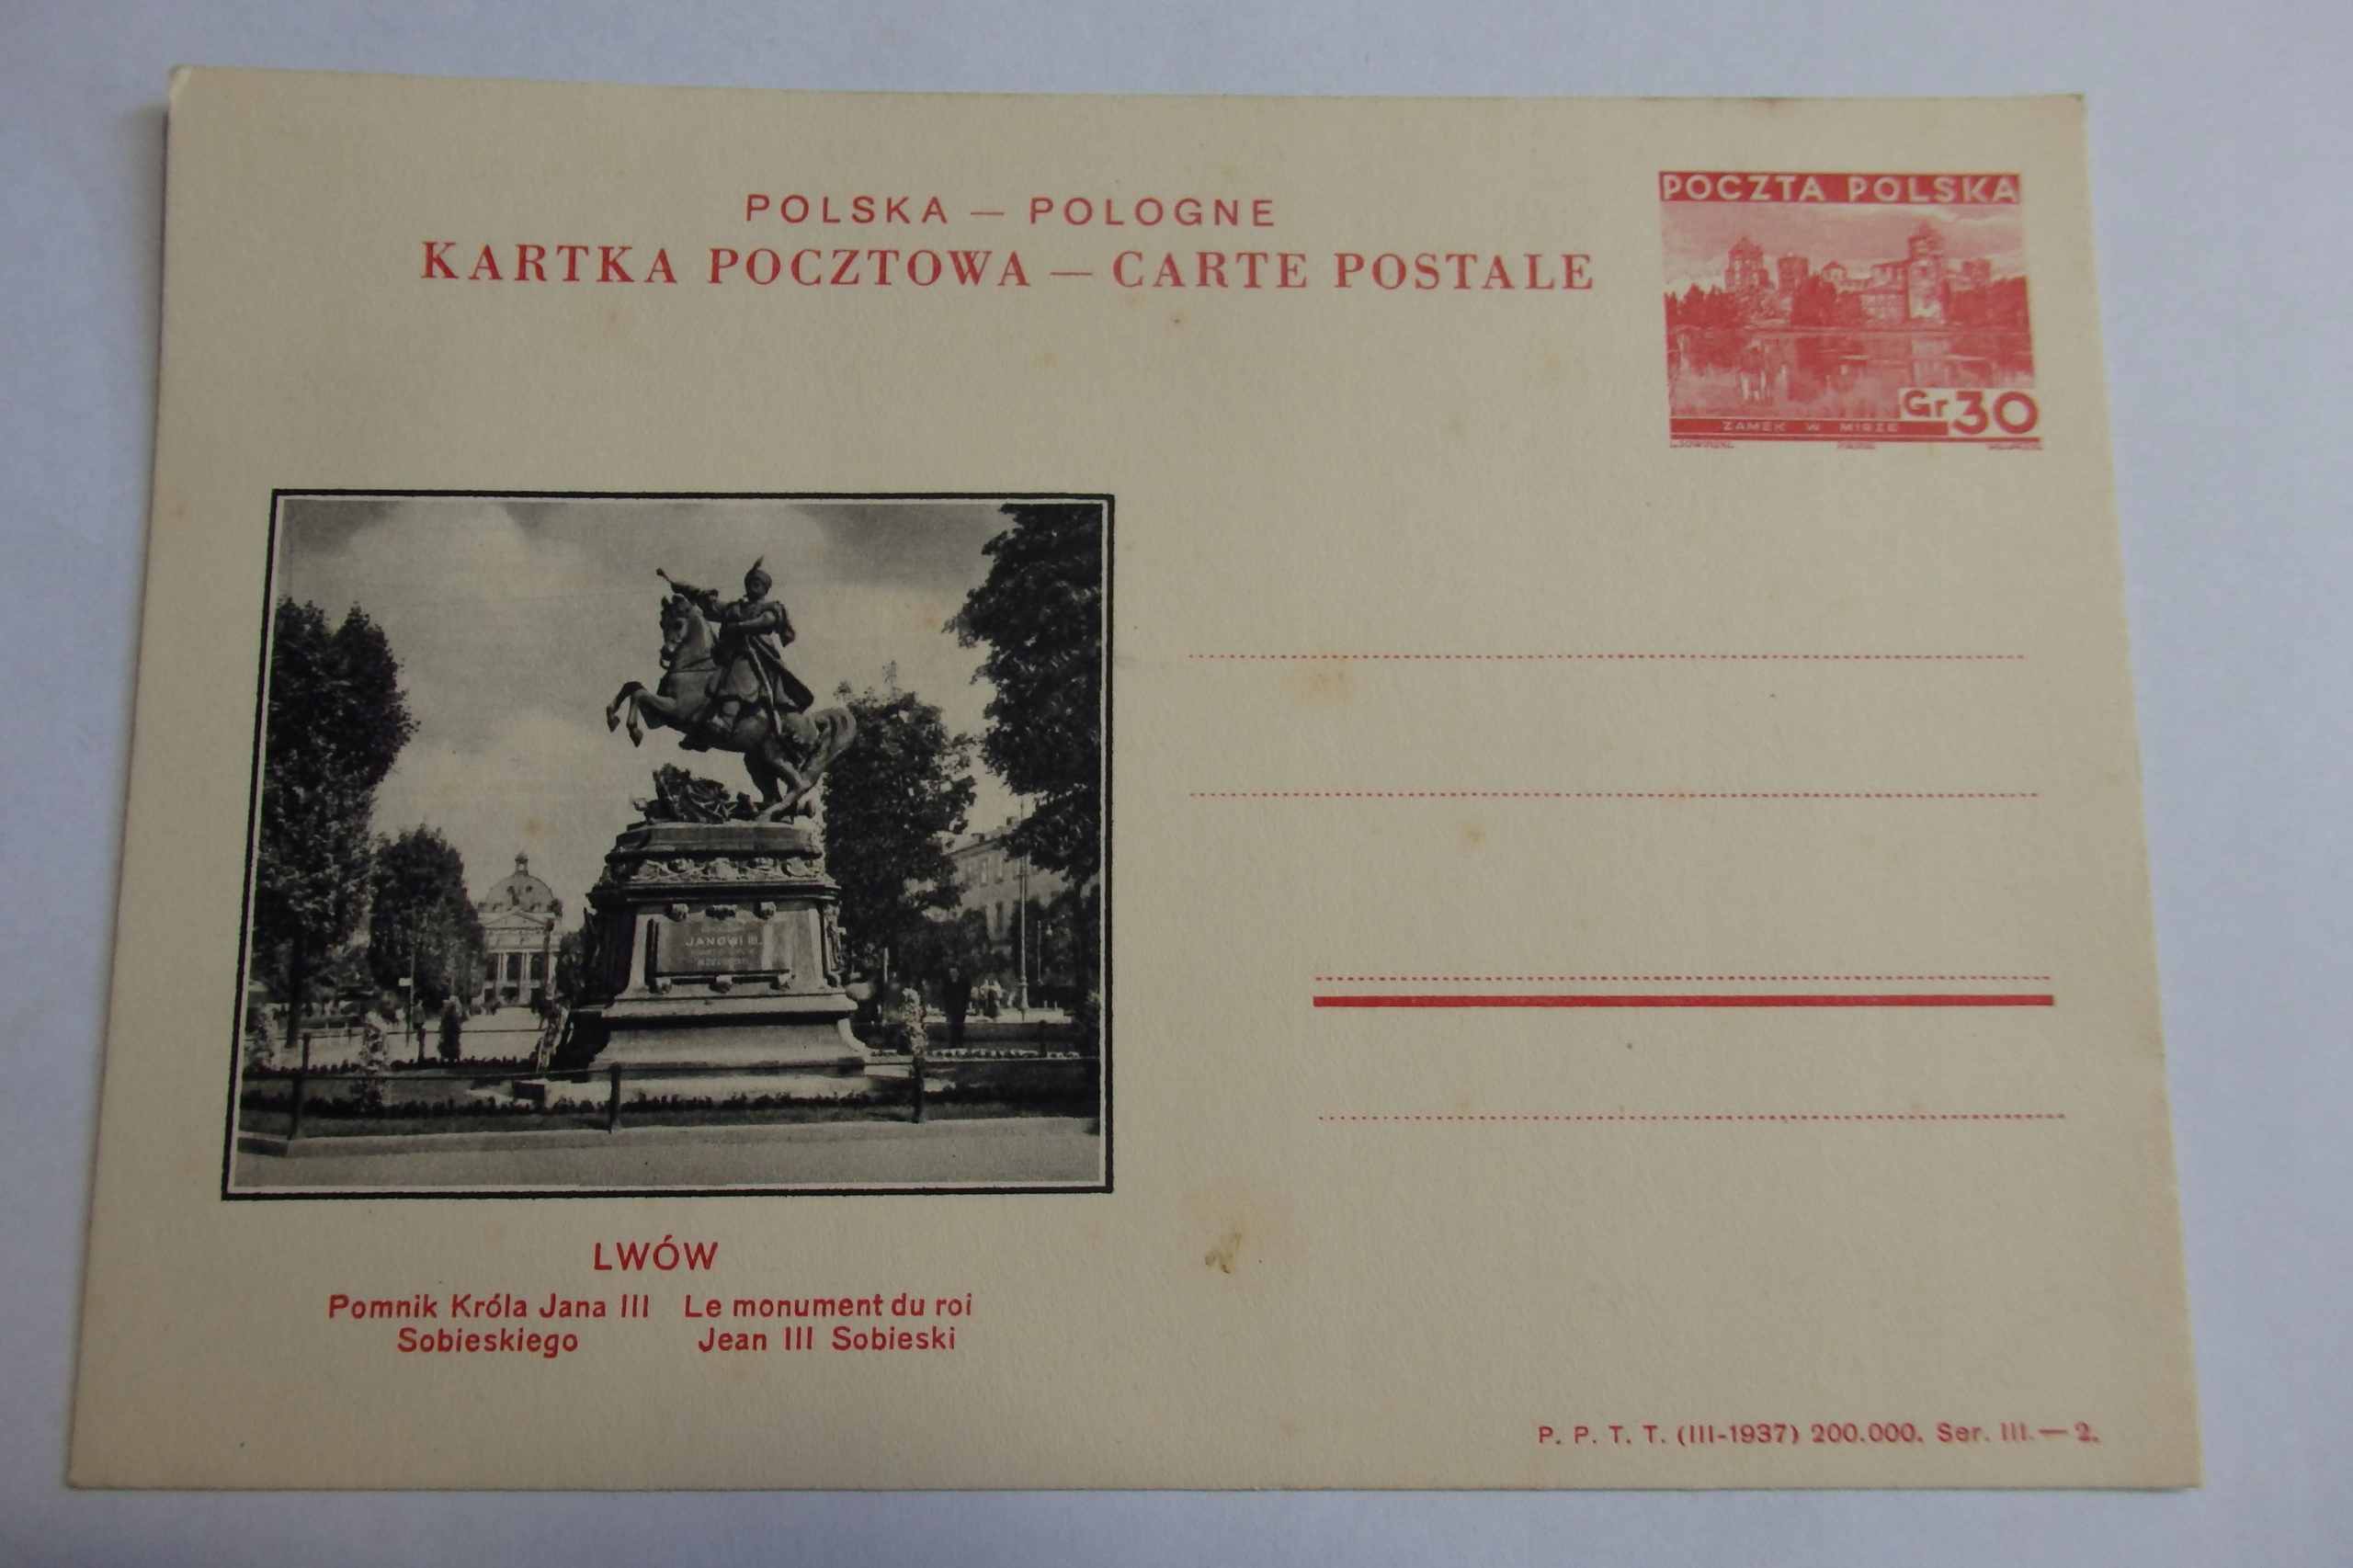 POLSKA — POLOGNE
KARTKA POCZTOWA — CARTE POSTALE
POCZTA POLSKA
Gr 30
ZAMEK W MIRZE
JANOWI III.
LWÓW
Pomnik Króla Jana III
Sobieskiego
Le monument du roi
Jean III Sobieski
P. P. T. T. (III-1937) 200.000. Ser. III.— 2.